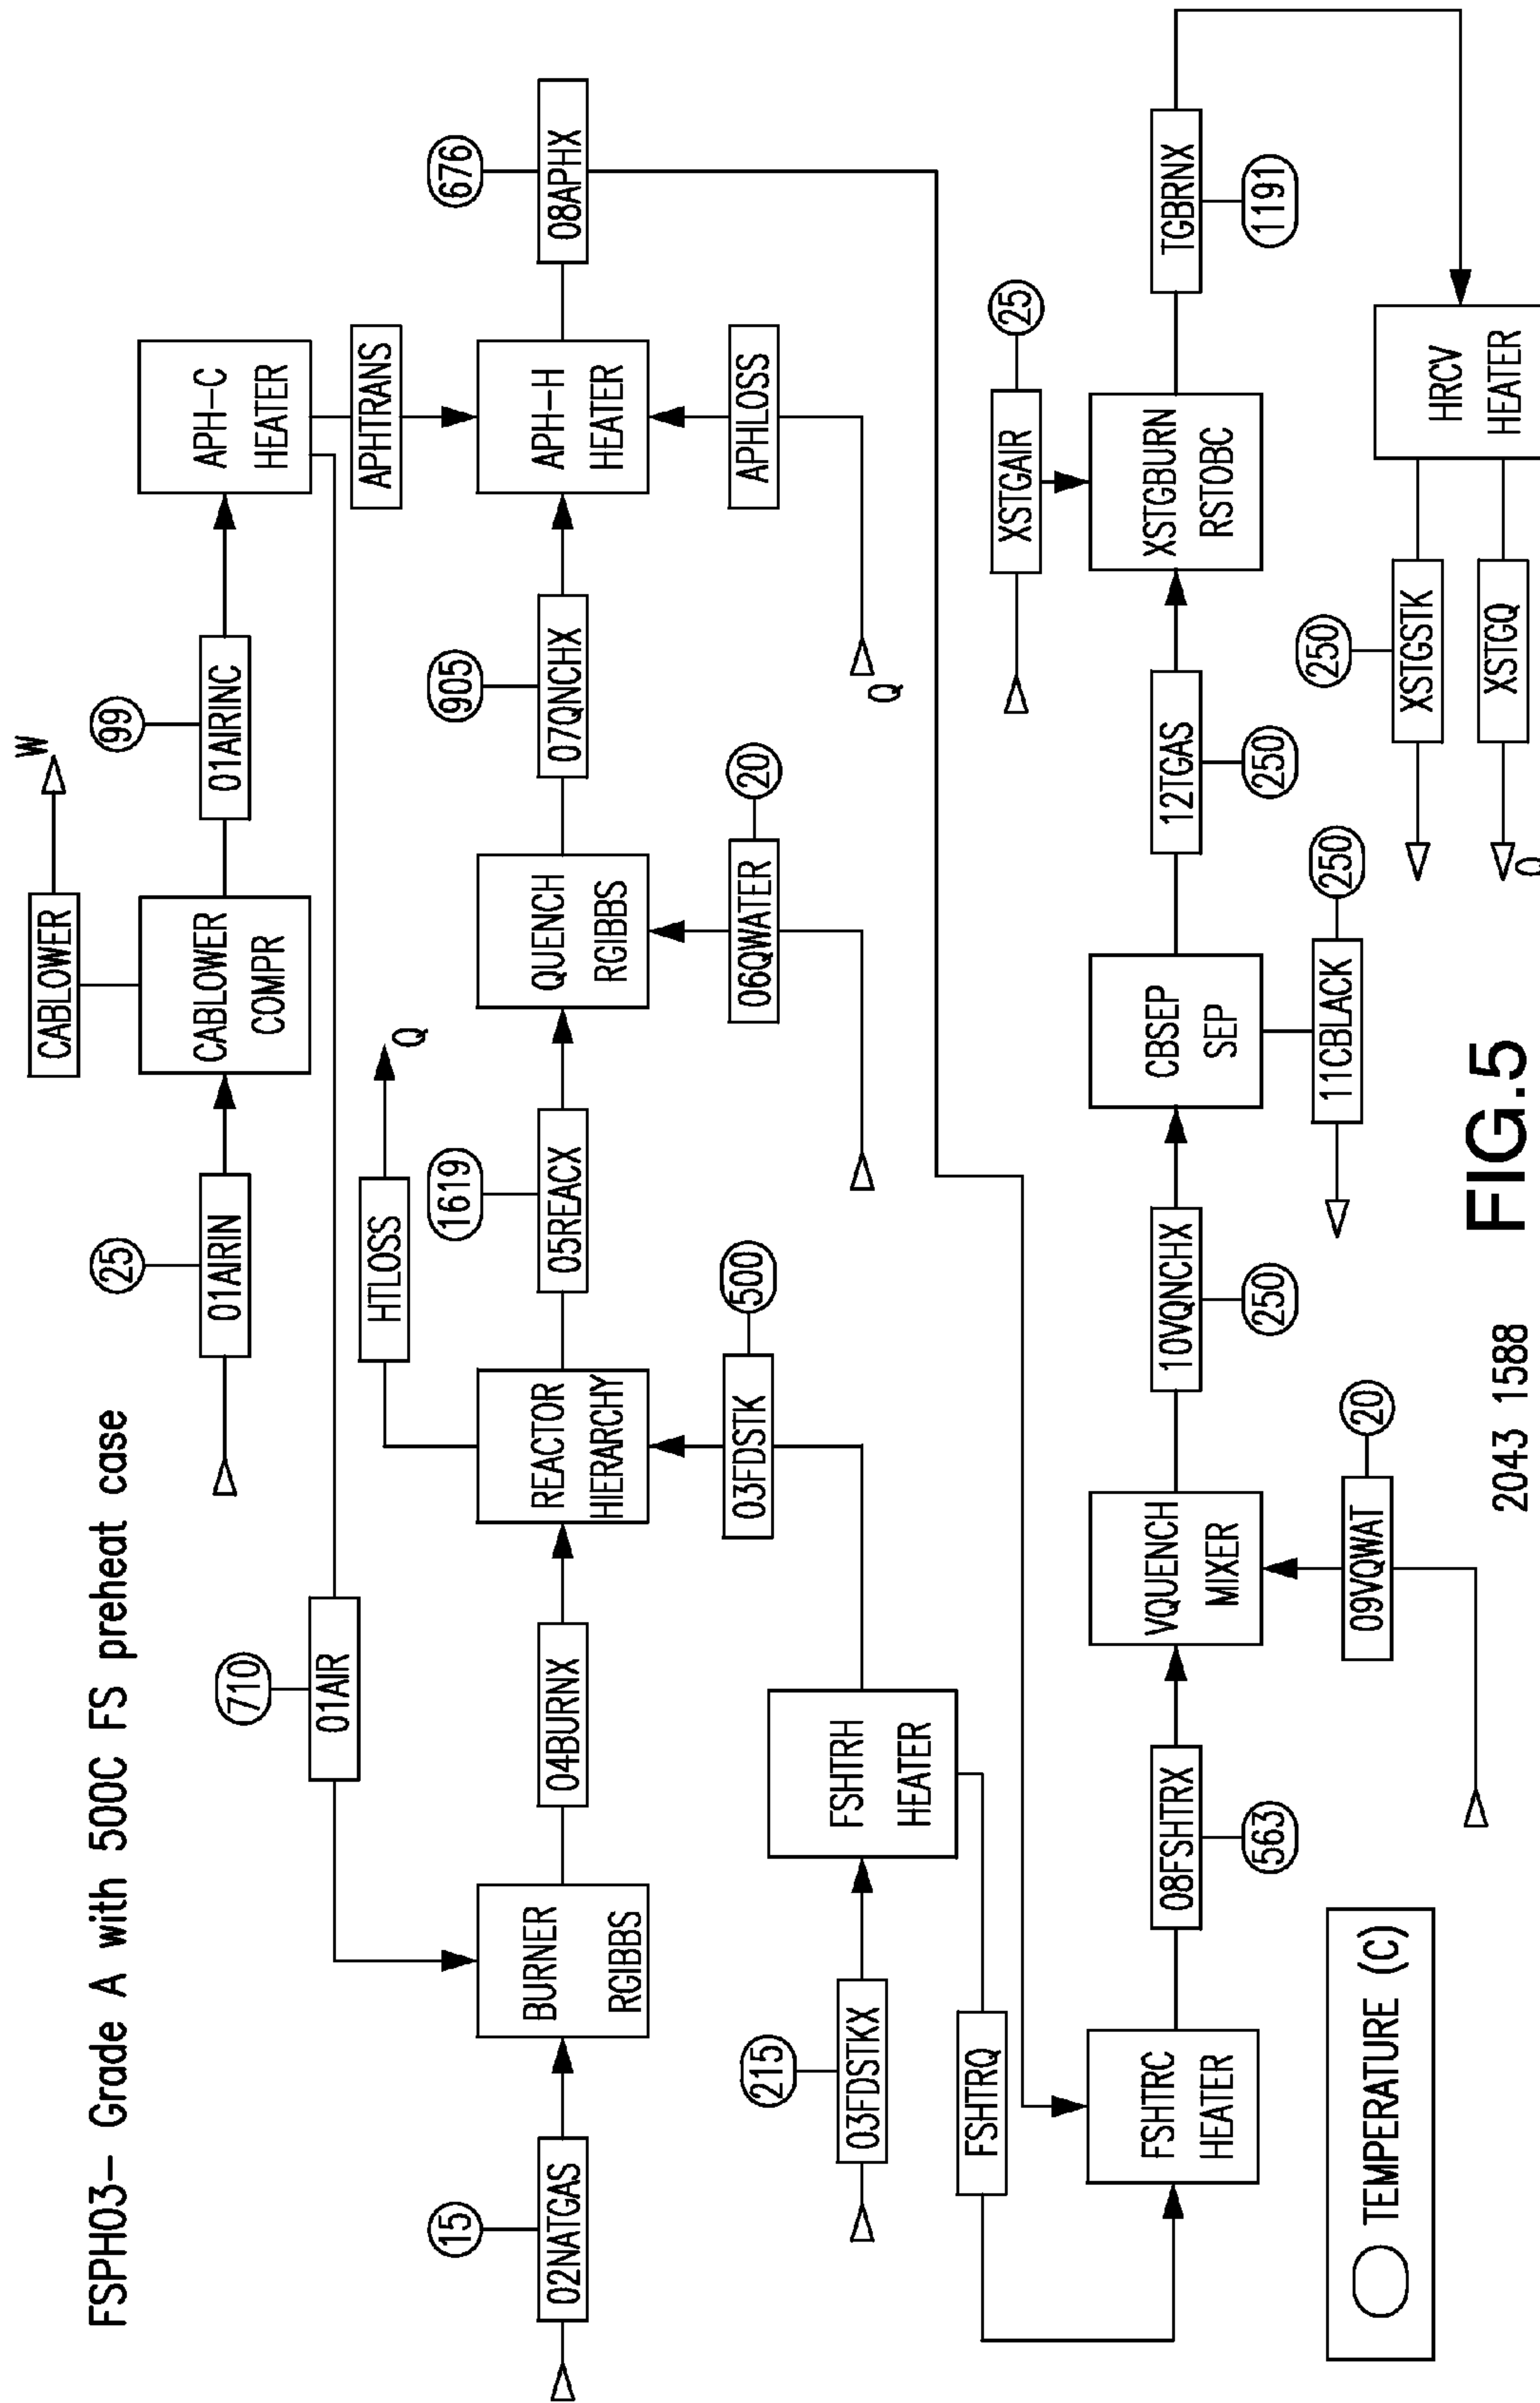 FSPH03- Grade A with 500C FS preheat case
CABLOWER
W
25
01AIRIN
CABLOWER
COMPR
99
01AIRINC
APH-C
HEATER
710
01AIR
APHTRANS
HTLOSS
Q
15
02NATGAS
BURNER
RGIBBS
04BURNX
REACTOR
HIERARCHY
1619
05REACX
QUENCH
RGIBBS
905
07QNCHX
APH-H
HEATER
676
08APHX
215
03FDSTKX
FSHTRH
HEATER
03FDSTK
500
06QWATER
20
APHLOSS
Q
FSHTRQ
XSTGAIR
25
FSHTRC
HEATER
08FSHTRX
563
VQUENCH
MIXER
10VQNCHX
250
CBSEP
SEP
12TGAS
250
XSTGBURN
RSTOBC
TGBRNX
1191
09VQWAT
20
11CBLACK
250
250
XSTGSTK
HRCV
HEATER
XSTGQ
Q
TEMPERATURE (C)
2043 1588
FIG.5